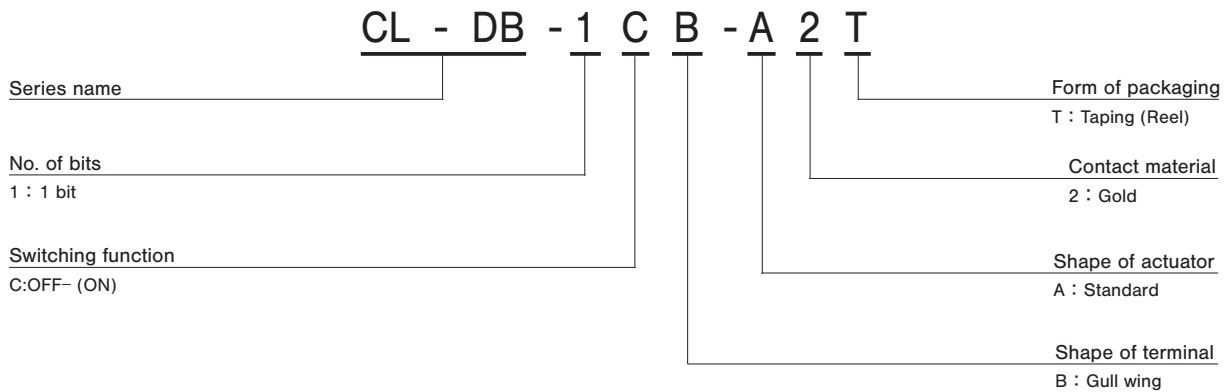 CL - DB - 1 C B - A 2 T
Series name
No. of bits
1：1 bit
Switching function
C:OFF− (ON)
Form of packaging
T：Taping (Reel)
Contact material
2：Gold
Shape of actuator
A：Standard
Shape of terminal
B：Gull wing